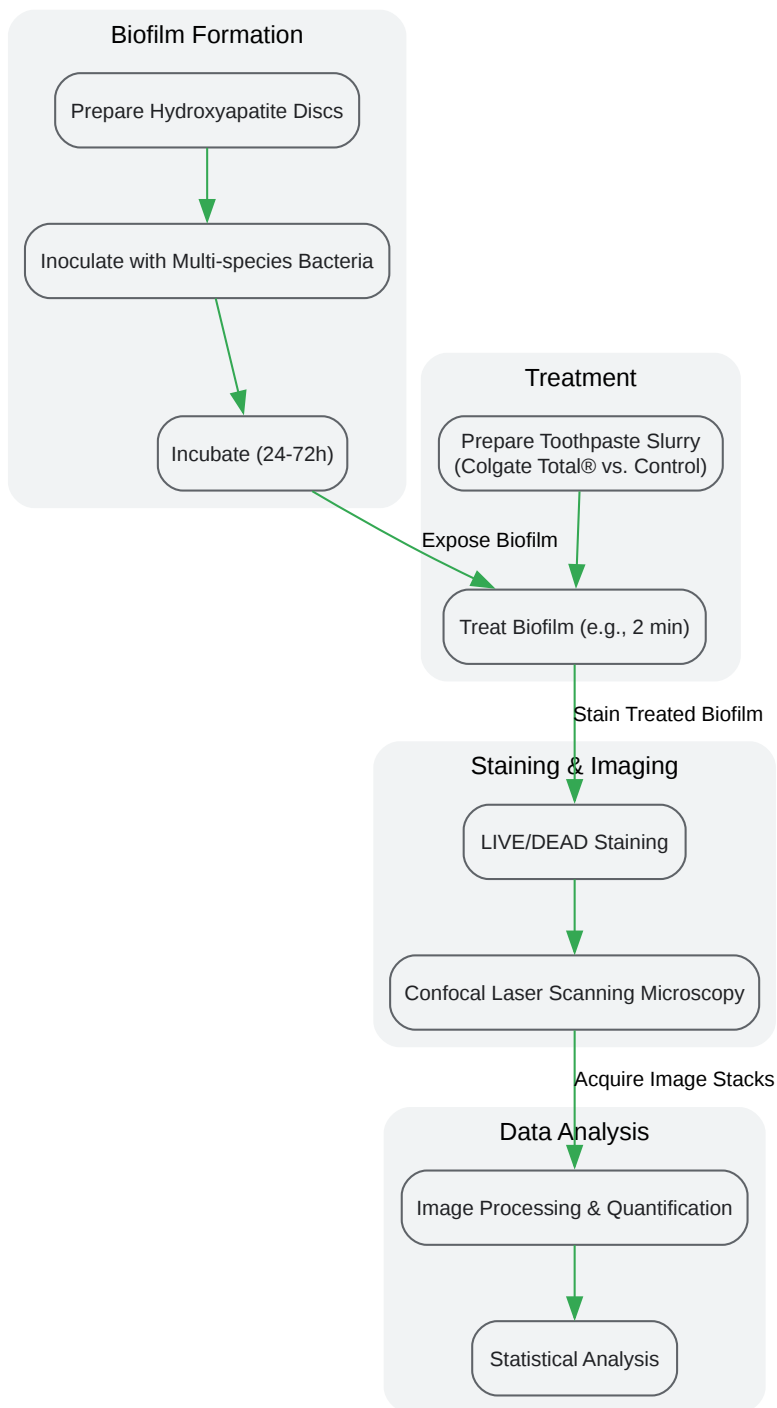 Biofilm Formation
Prepare Hydroxyapatite Discs
Inoculate with Multi-species Bacteria
Incubate (24-72h)
Treatment
Prepare Toothpaste Slurry
(Colgate Total® vs. Control)
Expose Biofilm
Treat Biofilm (e.g., 2 min)
Stain Treated Biofilm
Staining & Imaging
LIVE/DEAD Staining
Confocal Laser Scanning Microscopy
Acquire Image Stacks
Data Analysis
Image Processing & Quantification
Statistical Analysis